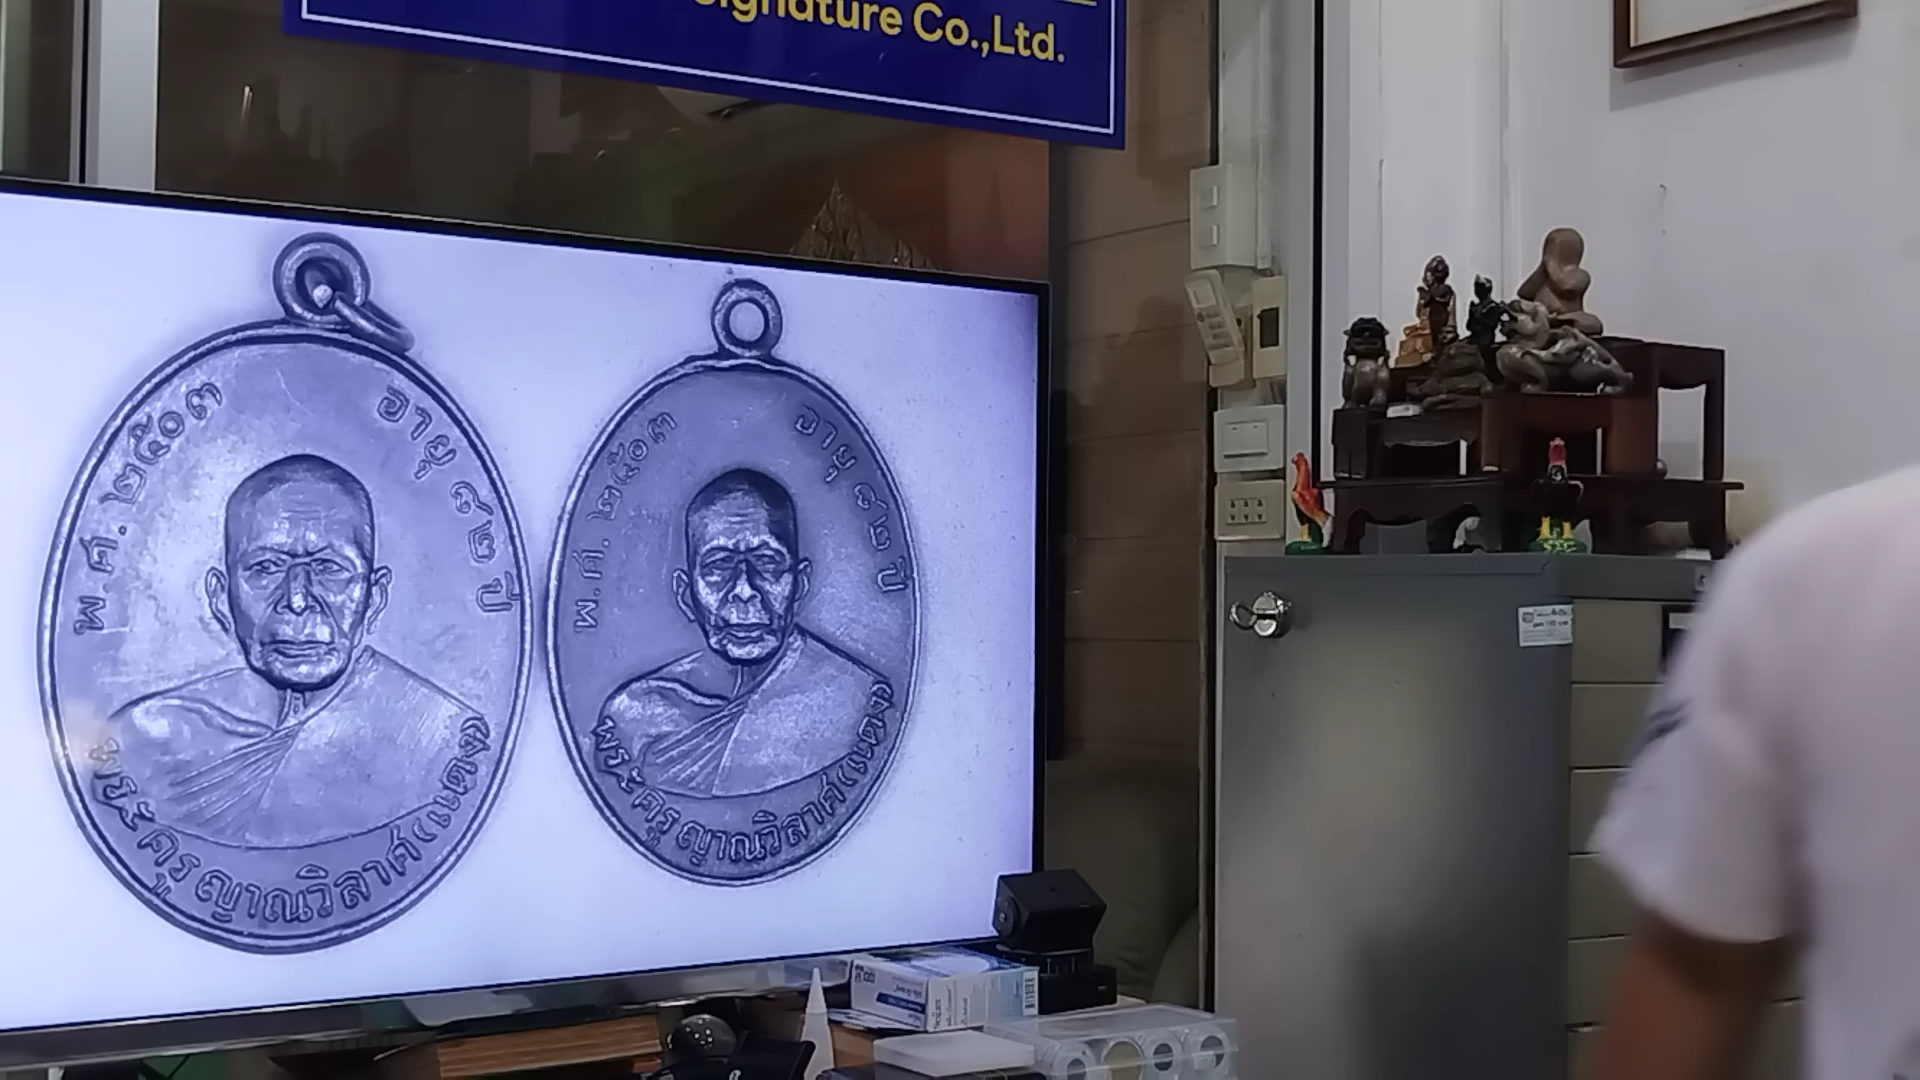 Signature Co.,Ltd.
พ.ศ. ๒๕๐๓
อายุ ๘๒ ปี
พระครูญาณวิลาศ (แดง)
พ.ศ. ๒๕๐๓
อายุ ๘๒ ปี
พระครูญาณวิลาศ (แดง)